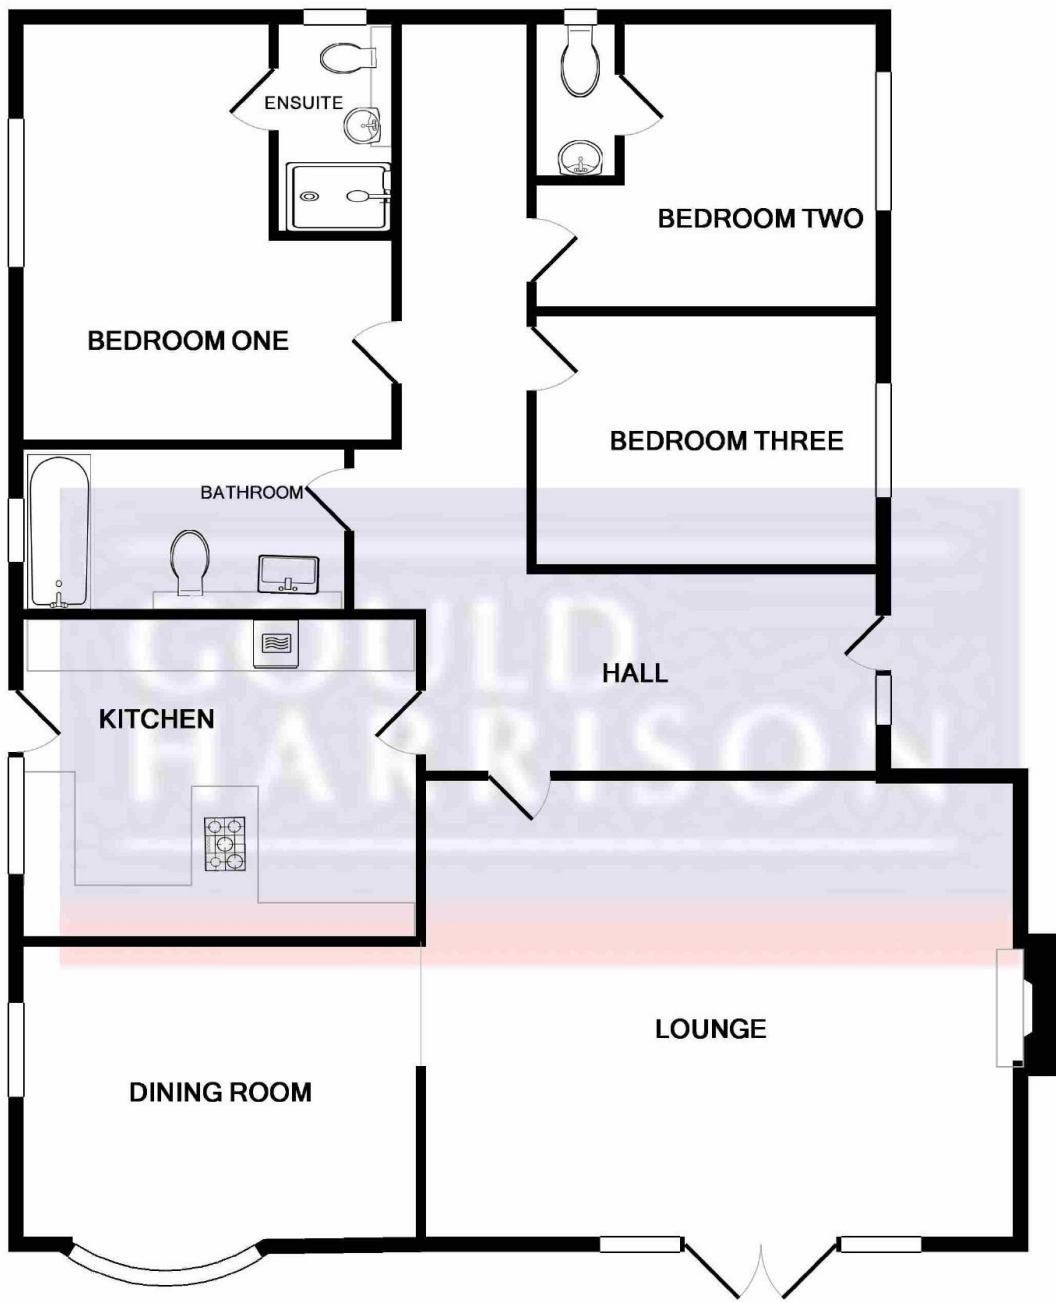 ENSUITE
BEDROOM TWO
BEDROOM ONE
BEDROOM THREE
BATHROOM
GOULD
HALL
KITCHEN
HARRISON
LOUNGE
DINING ROOM